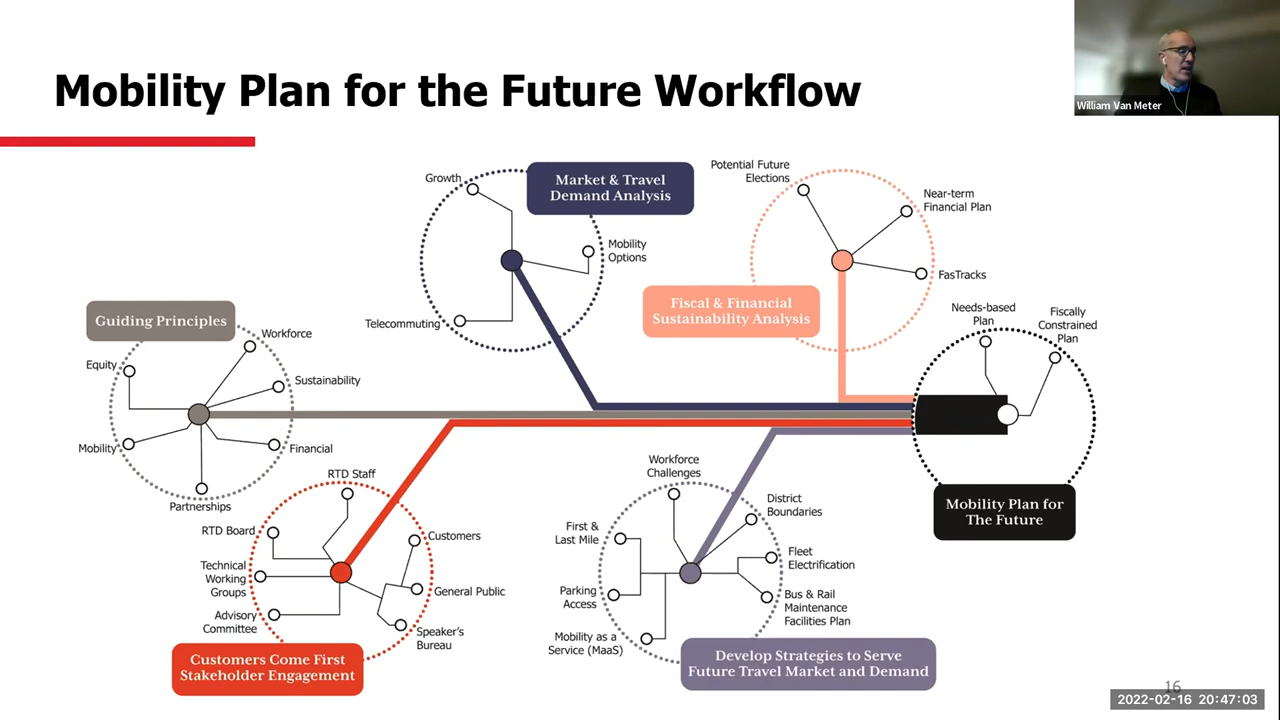 Mobility Plan for the Future Workflow
William Van Meter
Growth
Market & Travel
Demand Analysis
Mobility
Options
Telecommuting
Potential Future
Elections
Near-term
Financial Plan
FasTracks
Fiscal & Financial
Sustainability Analysis
Guiding Principles
Workforce
Equity
Sustainability
Mobility
Financial
Partnerships
Needs-based
Plan
Fiscally
Constrained
Plan
Mobility Plan for
The Future
RTD Staff
RTD Board
Customers
Technical
Working
Groups
General Public
Advisory
Committee
Speaker's
Bureau
Customers Come First
Stakeholder Engagement
Workforce
Challenges
District
Boundaries
First &
Last Mile
Fleet
Electrification
Parking
Access
Bus & Rail
Maintenance
Facilities Plan
Mobility as a
Service (MaaS)
Develop Strategies to Serve
Future Travel Market and Demand
16
2022-02-16 20:47:03